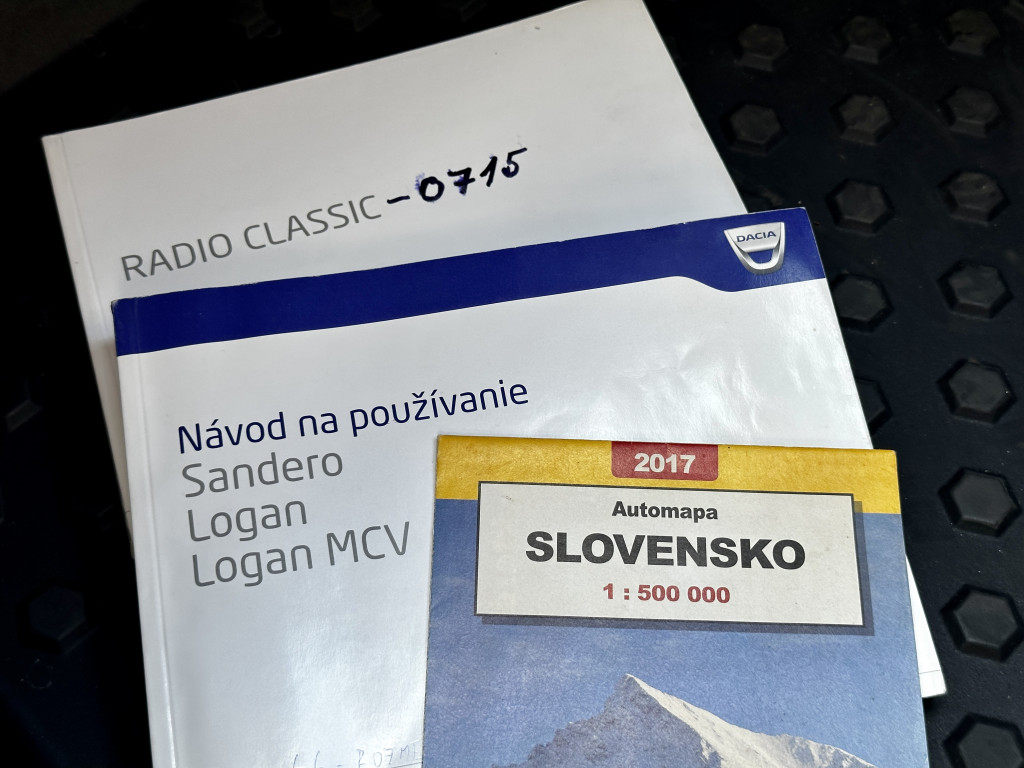 RADIO CLASSIC - 0715
DACIA
Návod na používanie
Sandero
Logan
Logan MCV
2017
Automapa
SLOVENSKO
1 : 500 000